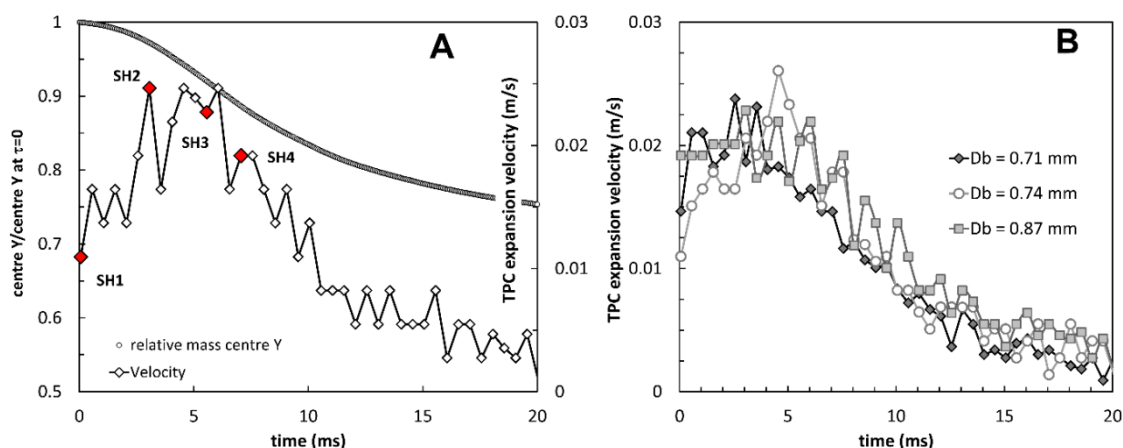 A
B
centre Y/centre Y at τ=0
1
0.9
0.8
0.7
0.6
0.5
SH1
SH2
SH3
SH4
relative mass centre Y
Velocity
0
5
10
15
20
time (ms)
TPC expansion velocity (m/s)
0.03
0.02
0.01
0
TPC expansion velocity (m/s)
0.03
0.02
0.01
0
Db = 0.71 mm
Db = 0.74 mm
Db = 0.87 mm
0
5
10
15
20
time (ms)